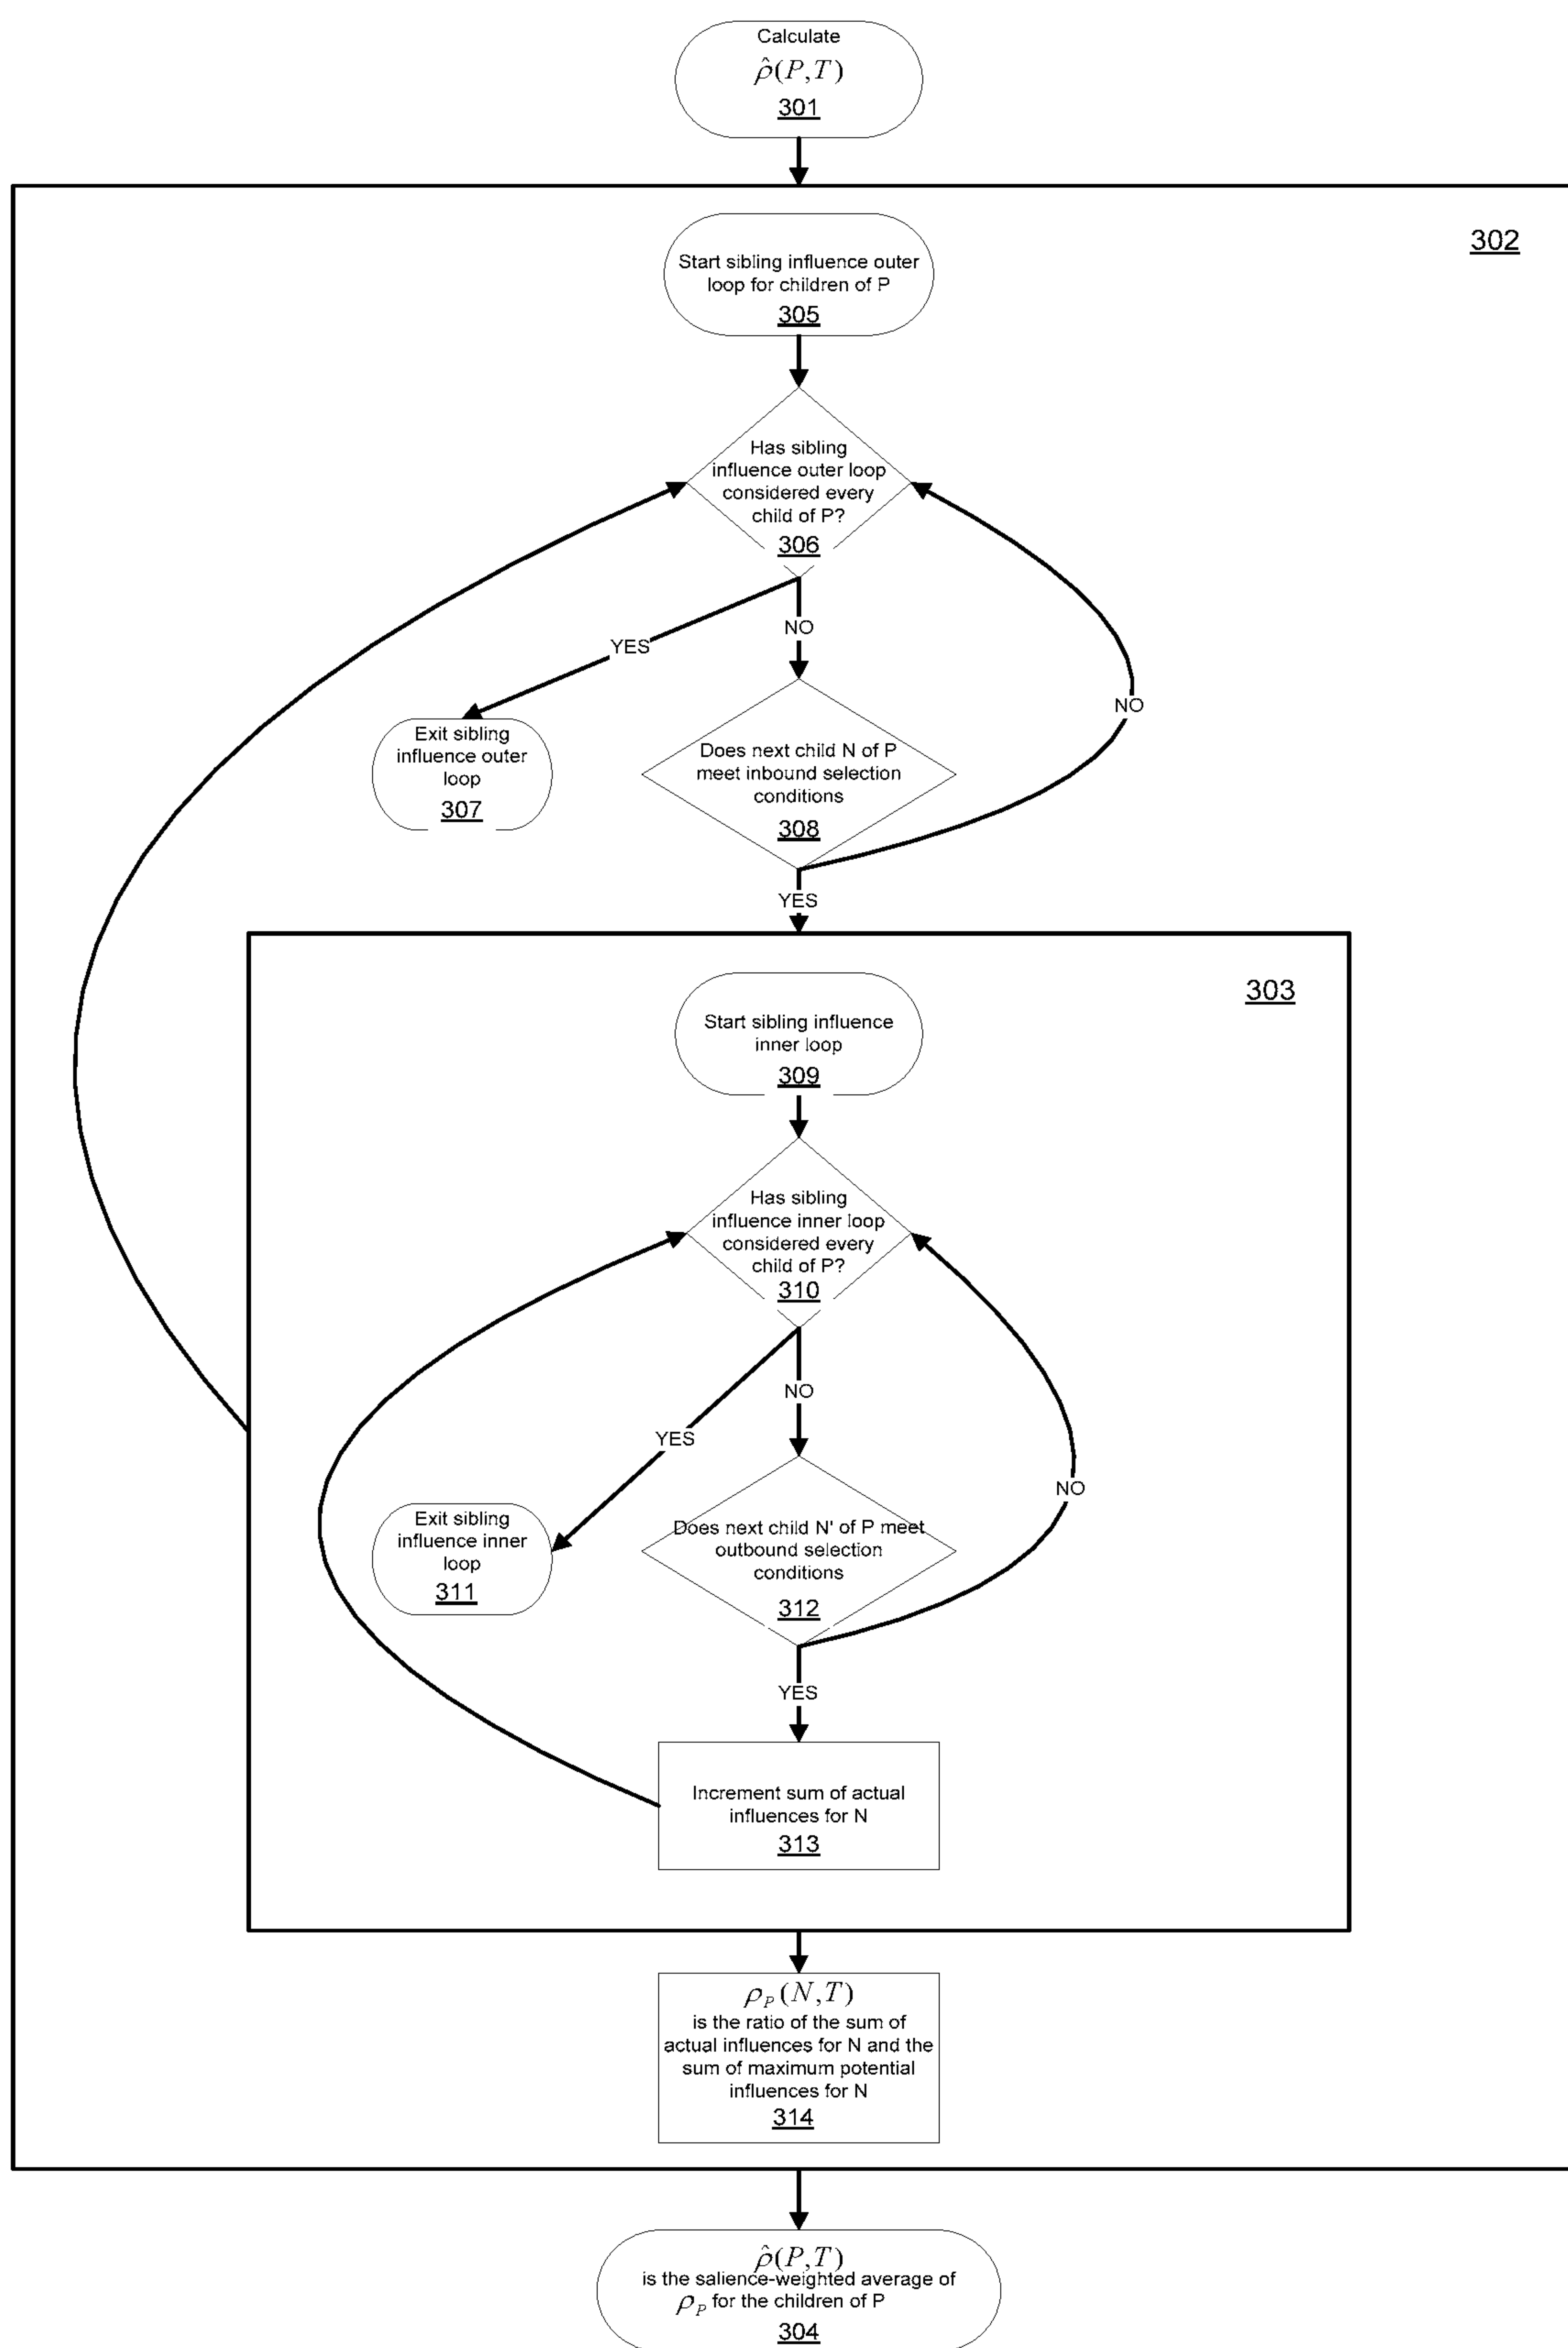 Calculate
ρ̂(P,T)
301
302
Start sibling influence outer
loop for children of P
305
Has sibling
influence outer loop
considered every
child of P?
306
YES
NO
NO
Exit sibling
influence outer
loop
307
Does next child N of P
meet inbound selection
conditions
308
YES
303
Start sibling influence
inner loop
309
Has sibling
influence inner loop
considered every
child of P?
310
NO
YES
NO
Exit sibling
influence inner
loop
311
Does next child N' of P meet
outbound selection
conditions
312
YES
Increment sum of actual
influences for N
313
ρ_P(N,T)
is the ratio of the sum of
actual influences for N and the
sum of maximum potential
influences for N
314
ρ̂(P,T)
is the salience-weighted average of
ρ_P for the children of P
304